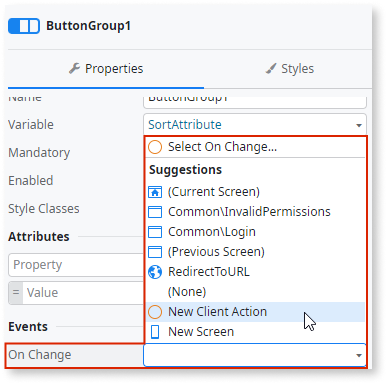 ButtonGroup1
Properties
Styles
Name
ButtonGroup1
Variable
SortAttribute
Mandatory
Select On Change...
Suggestions
Enabled
(Current Screen)
Style Classes
Common\InvalidPermissions
Common\Login
Attributes
(Previous Screen)
Property
RedirectToURL
= Value
(None)
New Client Action
Events
New Screen
On Change